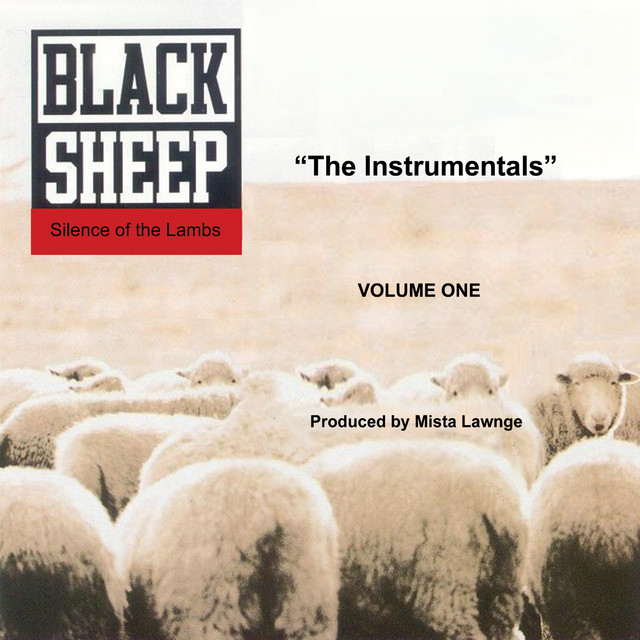 BLACK
SHEEP
Silence of the Lambs
“The Instrumentals”
VOLUME ONE
Produced by Mista Lawnge